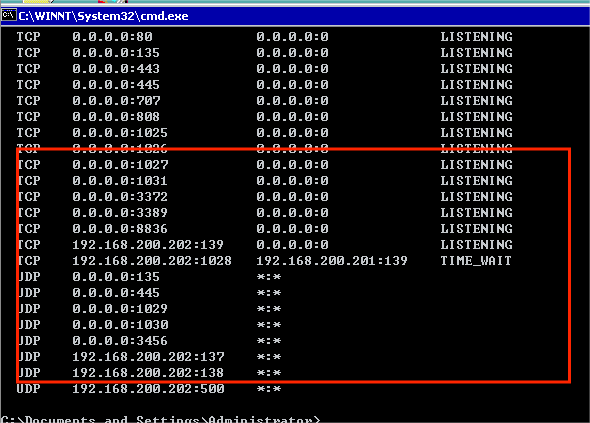 C:\WINNT\System32\cmd.exe
TCP 0.0.0.0:80 0.0.0.0:0 LISTENING
TCP 0.0.0.0:135 0.0.0.0:0 LISTENING
TCP 0.0.0.0:443 0.0.0.0:0 LISTENING
TCP 0.0.0.0:445 0.0.0.0:0 LISTENING
TCP 0.0.0.0:707 0.0.0.0:0 LISTENING
TCP 0.0.0.0:808 0.0.0.0:0 LISTENING
TCP 0.0.0.0:1025 0.0.0.0:0 LISTENING
TCP 0.0.0.0:1026 0.0.0.0:0 LISTENING
TCP 0.0.0.0:1027 0.0.0.0:0 LISTENING
TCP 0.0.0.0:1031 0.0.0.0:0 LISTENING
TCP 0.0.0.0:3372 0.0.0.0:0 LISTENING
TCP 0.0.0.0:3389 0.0.0.0:0 LISTENING
TCP 0.0.0.0:8836 0.0.0.0:0 LISTENING
TCP 192.168.200.202:139 0.0.0.0:0 LISTENING
TCP 192.168.200.202:1028 192.168.200.201:139 TIME_WAIT
UDP 0.0.0.0:135 *:*
UDP 0.0.0.0:445 *:*
UDP 0.0.0.0:1029 *:*
UDP 0.0.0.0:1030 *:*
UDP 0.0.0.0:3456 *:*
UDP 192.168.200.202:137 *:*
UDP 192.168.200.202:138 *:*
UDP 192.168.200.202:500 *:*
C:\Documents and Settings\Administrator>